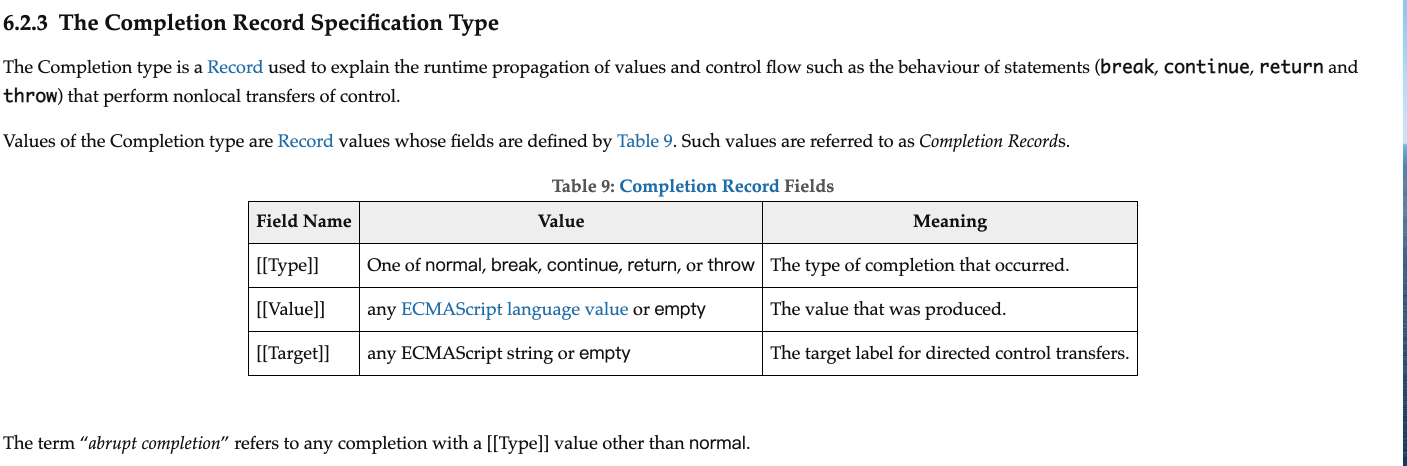 6.2.3 The Completion Record Specification Type
The Completion type is a Record used to explain the runtime propagation of values and control flow such as the behaviour of statements (break, continue, return and
throw) that perform nonlocal transfers of control.
Values of the Completion type are Record values whose fields are defined by Table 9. Such values are referred to as Completion Records.
Table 9: Completion Record Fields
Field Name Value Meaning
[[Type]] One of normal, break, continue, return, or throw The type of completion that occurred.
[[Value]] any ECMAScript language value or empty The value that was produced.
[[Target]] any ECMAScript string or empty The target label for directed control transfers.
The term “abrupt completion” refers to any completion with a [[Type]] value other than normal.